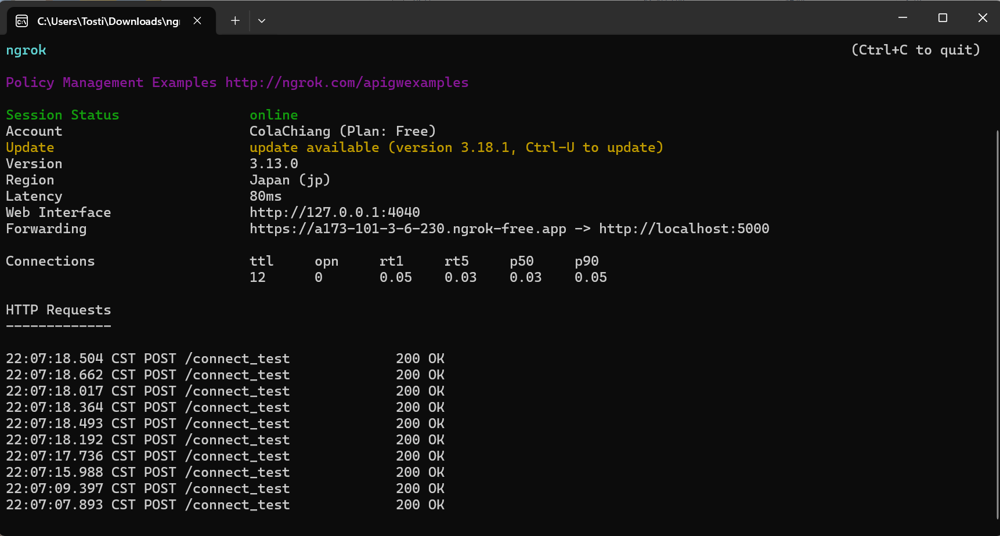 C:\Users\Tosti\Downloads\ngr
ngrok (Ctrl+C to quit)
Policy Management Examples http://ngrok.com/apigwexamples
Session Status online
Account ColaChiang (Plan: Free)
Update update available (version 3.18.1, Ctrl-U to update)
Version 3.13.0
Region Japan (jp)
Latency 80ms
Web Interface http://127.0.0.1:4040
Forwarding https://a173-101-3-6-230.ngrok-free.app -> http://localhost:5000
Connections ttl opn rt1 rt5 p50 p90
12 0 0.05 0.03 0.03 0.05
HTTP Requests
-------------
22:07:18.504 CST POST /connect_test 200 OK
22:07:18.662 CST POST /connect_test 200 OK
22:07:18.017 CST POST /connect_test 200 OK
22:07:18.364 CST POST /connect_test 200 OK
22:07:18.493 CST POST /connect_test 200 OK
22:07:18.192 CST POST /connect_test 200 OK
22:07:17.736 CST POST /connect_test 200 OK
22:07:15.988 CST POST /connect_test 200 OK
22:07:09.397 CST POST /connect_test 200 OK
22:07:07.893 CST POST /connect_test 200 OK